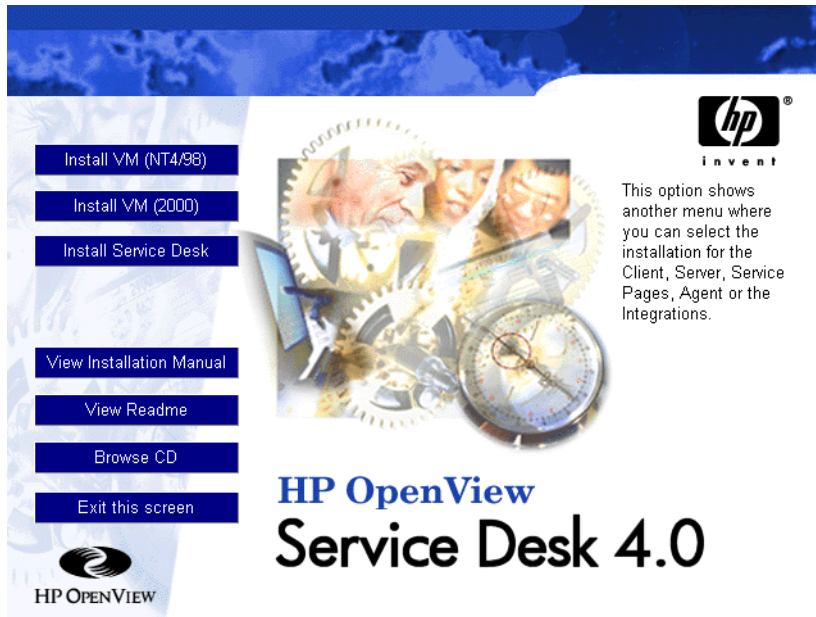 Install VM (NT4/98)
Install VM (2000)
Install Service Desk
View Installation Manual
View Readme
Browse CD
Exit this screen
HP OPENVIEW
hp
®
invent
This option shows
another menu where
you can select the
installation for the
Client, Server, Service
Pages, Agent or the
Integrations.
HP OpenView
Service Desk 4.0